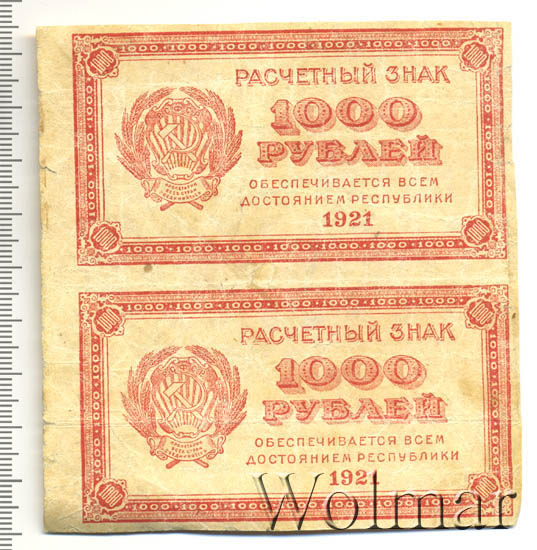 РАСЧЕТНЫЙ ЗНАК
1000
РУБЛЕЙ
ОБЕСПЕЧИВАЕТСЯ ВСЕМ
ДОСТОЯНИЕМ РЕСПУБЛИКИ
1921
РАСЧЕТНЫЙ ЗНАК
1000
РУБЛЕЙ
ОБЕСПЕЧИВАЕТСЯ ВСЕМ
ДОСТОЯНИЕМ РЕСПУБЛИКИ
1921
Wolmar